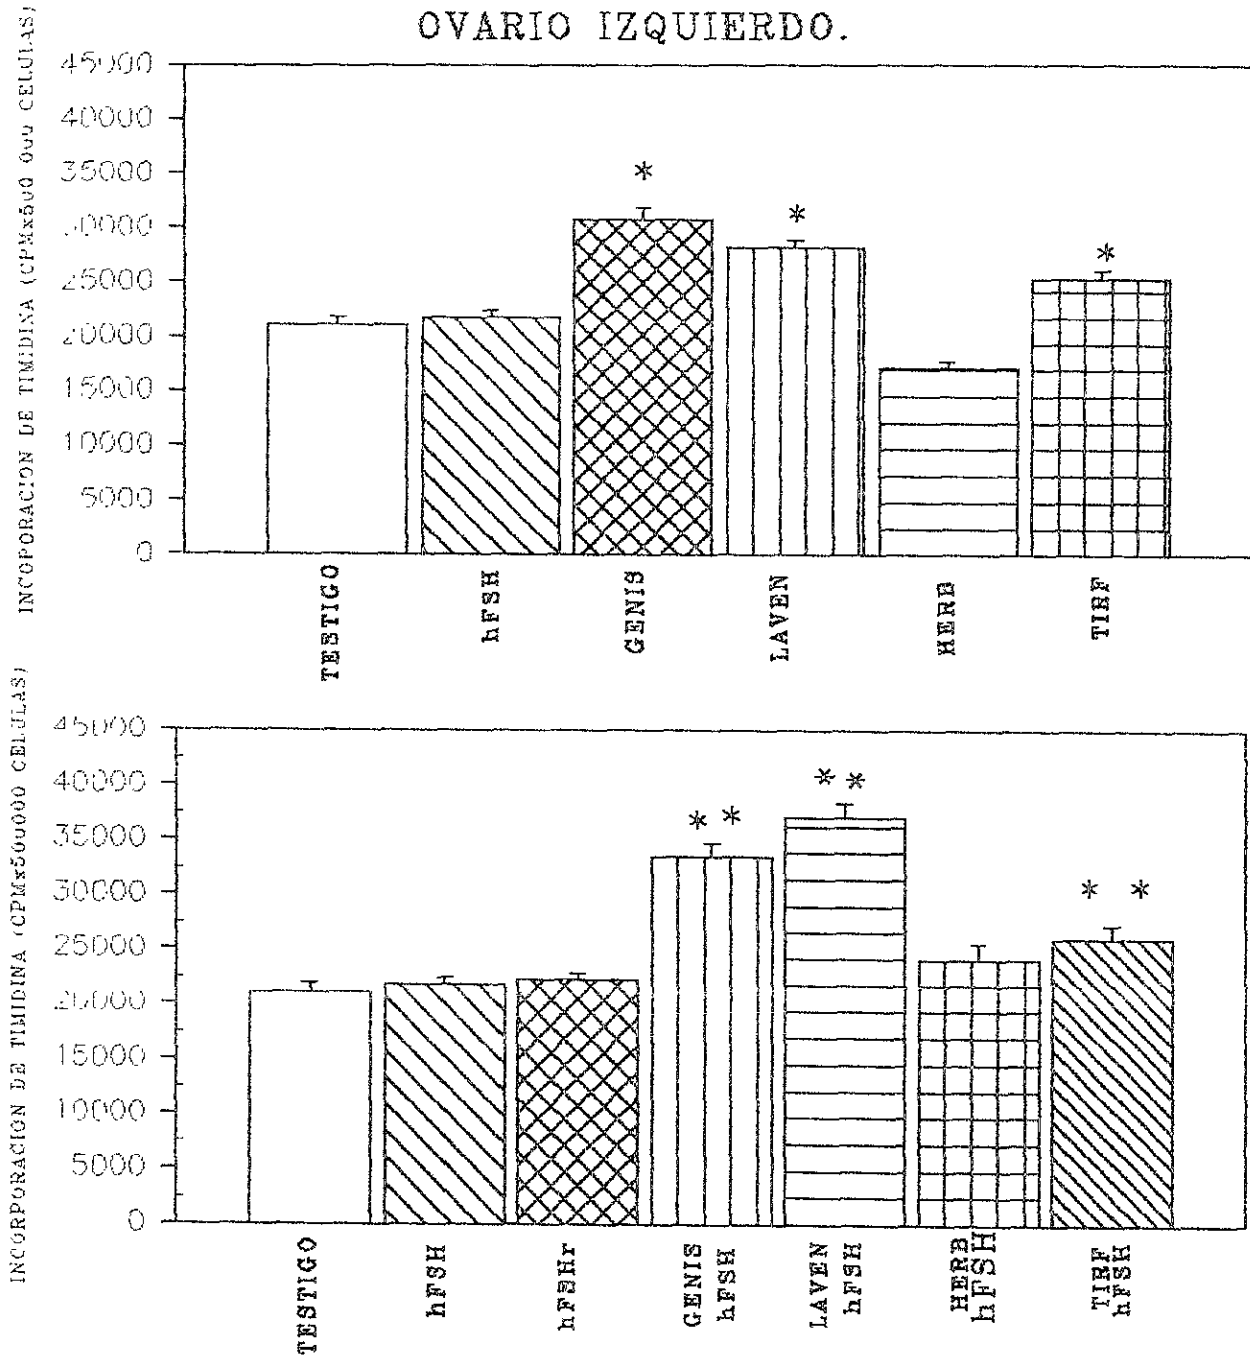 OVARIO IZQUIERDO.
INCOPORACION DE TIMIDINA (CPMx500 000 CELULAS)
45000
40000
35000
30000
25000
20000
15000
10000
5000
0
*
*
*
TESTIGO
hFSH
GENIS
LAVEN
HERB
TIRF
INCORPORACION DE TIMIDINA (CPMx500000 CELULAS)
45000
40000
35000
30000
25000
20000
15000
10000
5000
0
* *
* *
* *
TESTIGO
hFSH
hFSHr
GENIS
hFSH
LAVEN
hFSH
HERB
hFSH
TIRF
hFSH